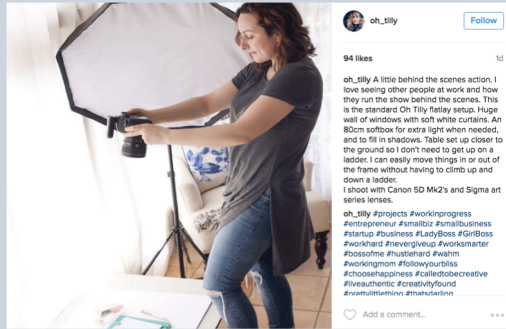 oh_tilly
Follow
94 likes
1d
oh_tilly A little behind the scenes action. I
love seeing other people at work and how
they run the show behind the scenes. This
is the standard Oh Tilly flatlay setup. Huge
wall of windows with soft white curtains. An
80cm softbox for extra light when needed,
and to fill in shadows. Table set up closer to
the ground so I don't need to get up on a
ladder. I can easily move things in or out of
the frame without having to climb up and
down a ladder.
I shoot with Canon 5D Mk2's and Sigma art
series lenses.
oh_tilly #projects #workinprogress
#entrepreneur #smallbiz #smallbusiness
#startup #business #LadyBoss #GirlBoss
#workhard #nevergiveup #worksmarter
#bossofme #hustlehard #wahm
#workingmom #followyourbliss
#choosehappiness #calledtobecreative
#liveauthentic #creativityfound
#prettylittlething #thatsdarling
Add a comment...